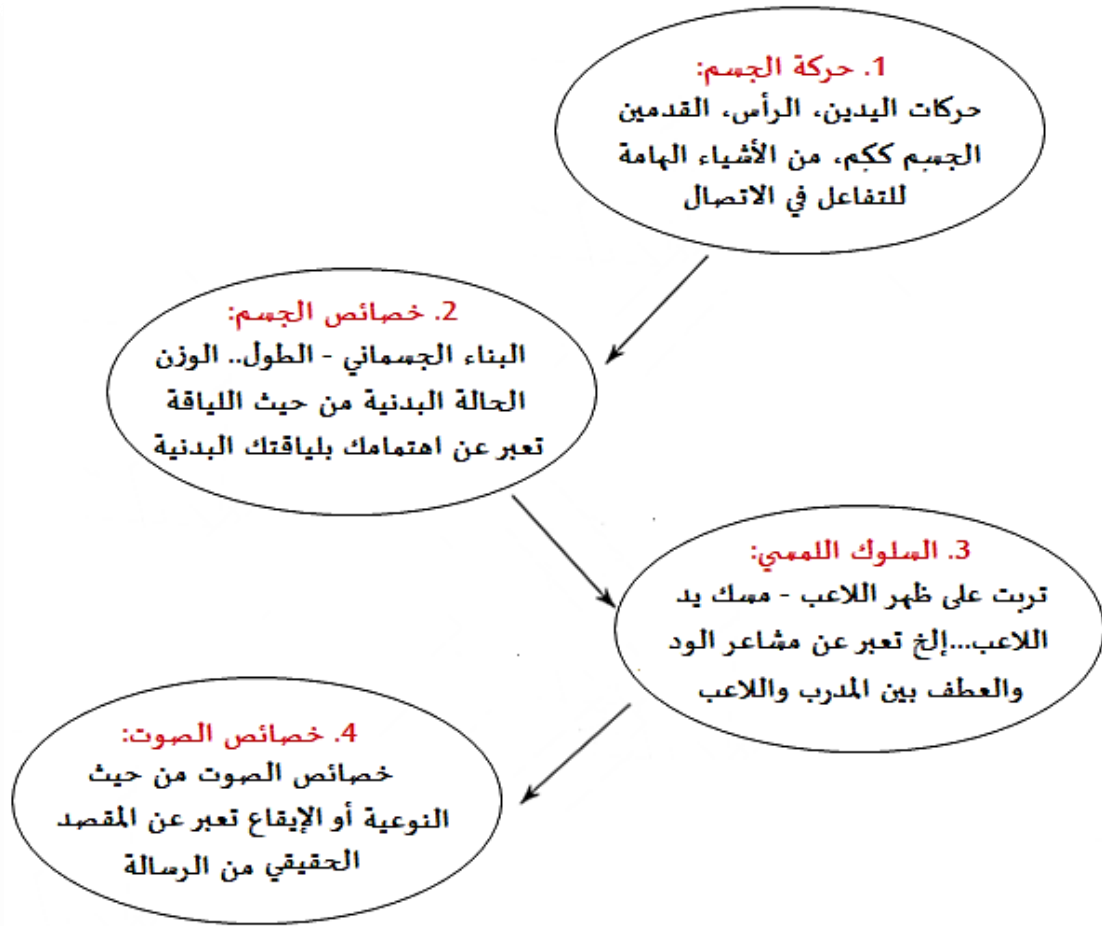 1. حركة الجسم:
حركات اليدين، الرأس، القدمين
الجسم ككم، من الأشياء الهامة
للتفاعل في الاتصال
2. خصائص الجسم:
البناء الجسماني - الطول.. الوزن
الحالة البدنية من حيث اللياقة
تعبر عن اهتمامك بلياقتك البدنية
3. السلوك اللمسي:
تربت على ظهر اللاعب - مسك يد
اللاعب...إلخ تعبر عن مشاعر الود
والعطف بين المدرب واللاعب
4. خصائص الصوت:
خصائص الصوت من حيث
النوعية أو الإيقاع تعبر عن المقصد
الحقيقي من الرسالة